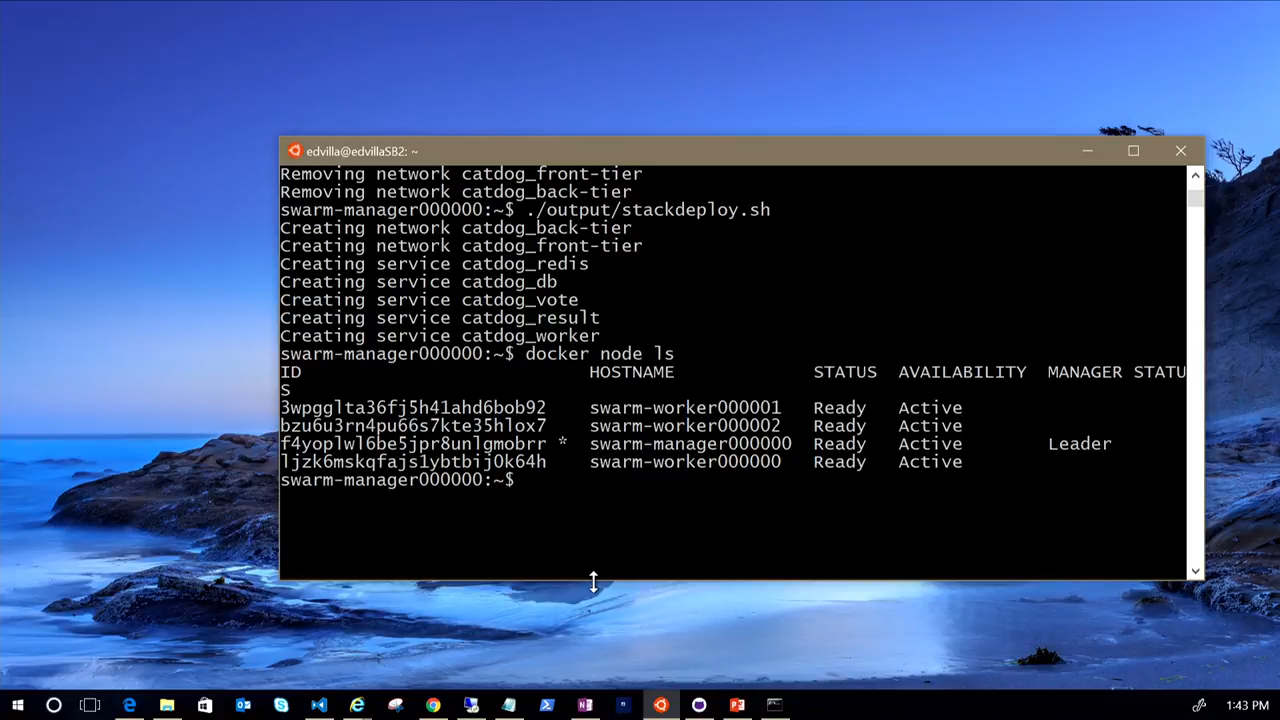 edvilla@edvillaSB2: ~
Removing network catdog_front-tier
Removing network catdog_back-tier
swarm-manager000000:~$ ./output/stackdeploy.sh
Creating network catdog_back-tier
Creating network catdog_front-tier
Creating service catdog_redis
Creating service catdog_db
Creating service catdog_vote
Creating service catdog_result
Creating service catdog_worker
swarm-manager000000:~$ docker node ls
ID HOSTNAME STATUS AVAILABILITY MANAGER STATU
S
3wpgglta36fj5h41ahd6bob92 swarm-worker000001 Ready Active
bzu6u3rn4pu66s7kte35hlox7 swarm-worker000002 Ready Active
f4yoplwl6be5jpr8unlgmobrr * swarm-manager000000 Ready Active Leader
ljzk6mskqfajs1ybtbij0k64h swarm-worker000000 Ready Active
swarm-manager000000:~$
1:43 PM